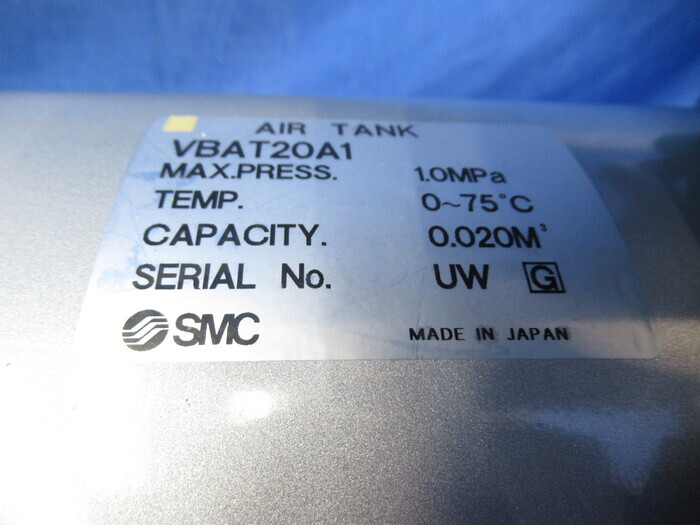 AIR TANK
VBAT20A1
MAX.PRESS. 1.0MPa
TEMP. 0~75°C
CAPACITY. 0.020M³
SERIAL No. UW G
SMC MADE IN JAPAN